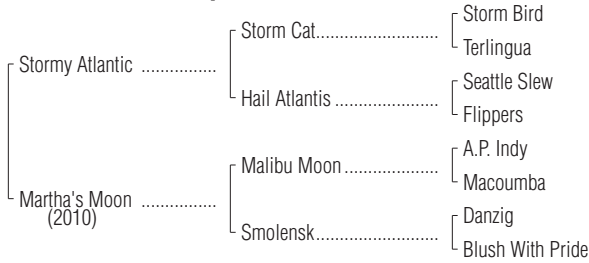 Storm Bird
Storm Cat..........................
Terlingua
Stormy Atlantic ................
Seattle Slew
Hail Atlantis ......................
Flippers
A.P. Indy
Malibu Moon ....................
Macoumba
Martha's Moon ................
(2010)
Danzig
Smolensk..........................
Blush With Pride